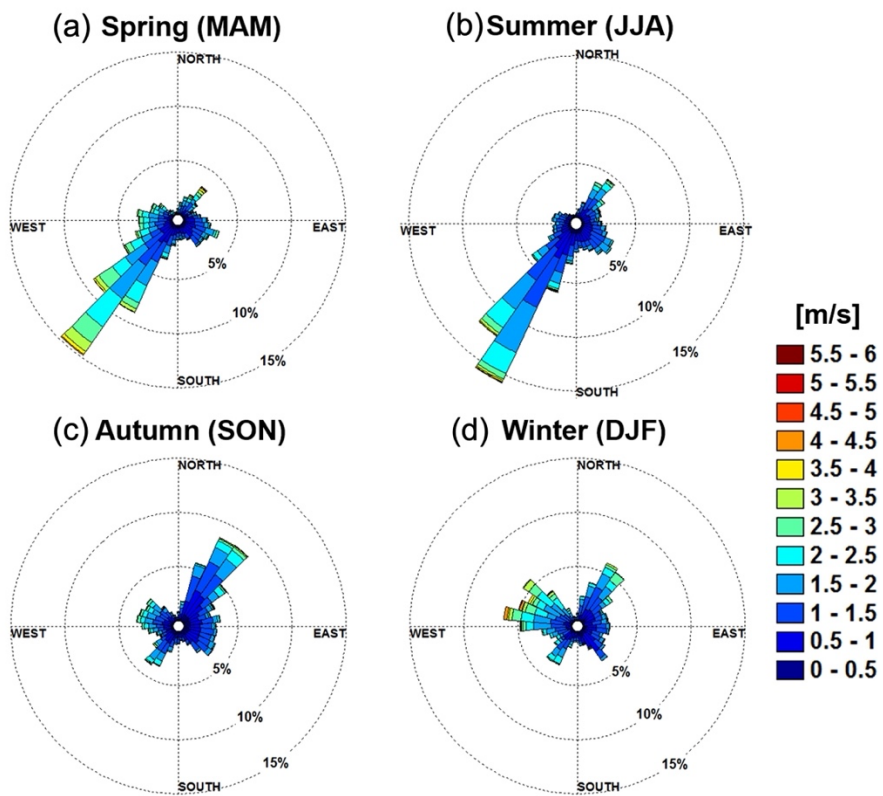 (a) Spring (MAM)
NORTH
WEST
EAST
5%
10%
15%
SOUTH
(b) Summer (JJA)
NORTH
WEST
EAST
5%
10%
15%
SOUTH
(c) Autumn (SON)
NORTH
WEST
EAST
5%
10%
15%
SOUTH
(d) Winter (DJF)
NORTH
WEST
EAST
5%
10%
15%
SOUTH
[m/s]
5.5 - 6
5 - 5.5
4.5 - 5
4 - 4.5
3.5 - 4
3 - 3.5
2.5 - 3
2 - 2.5
1.5 - 2
1 - 1.5
0.5 - 1
0 - 0.5